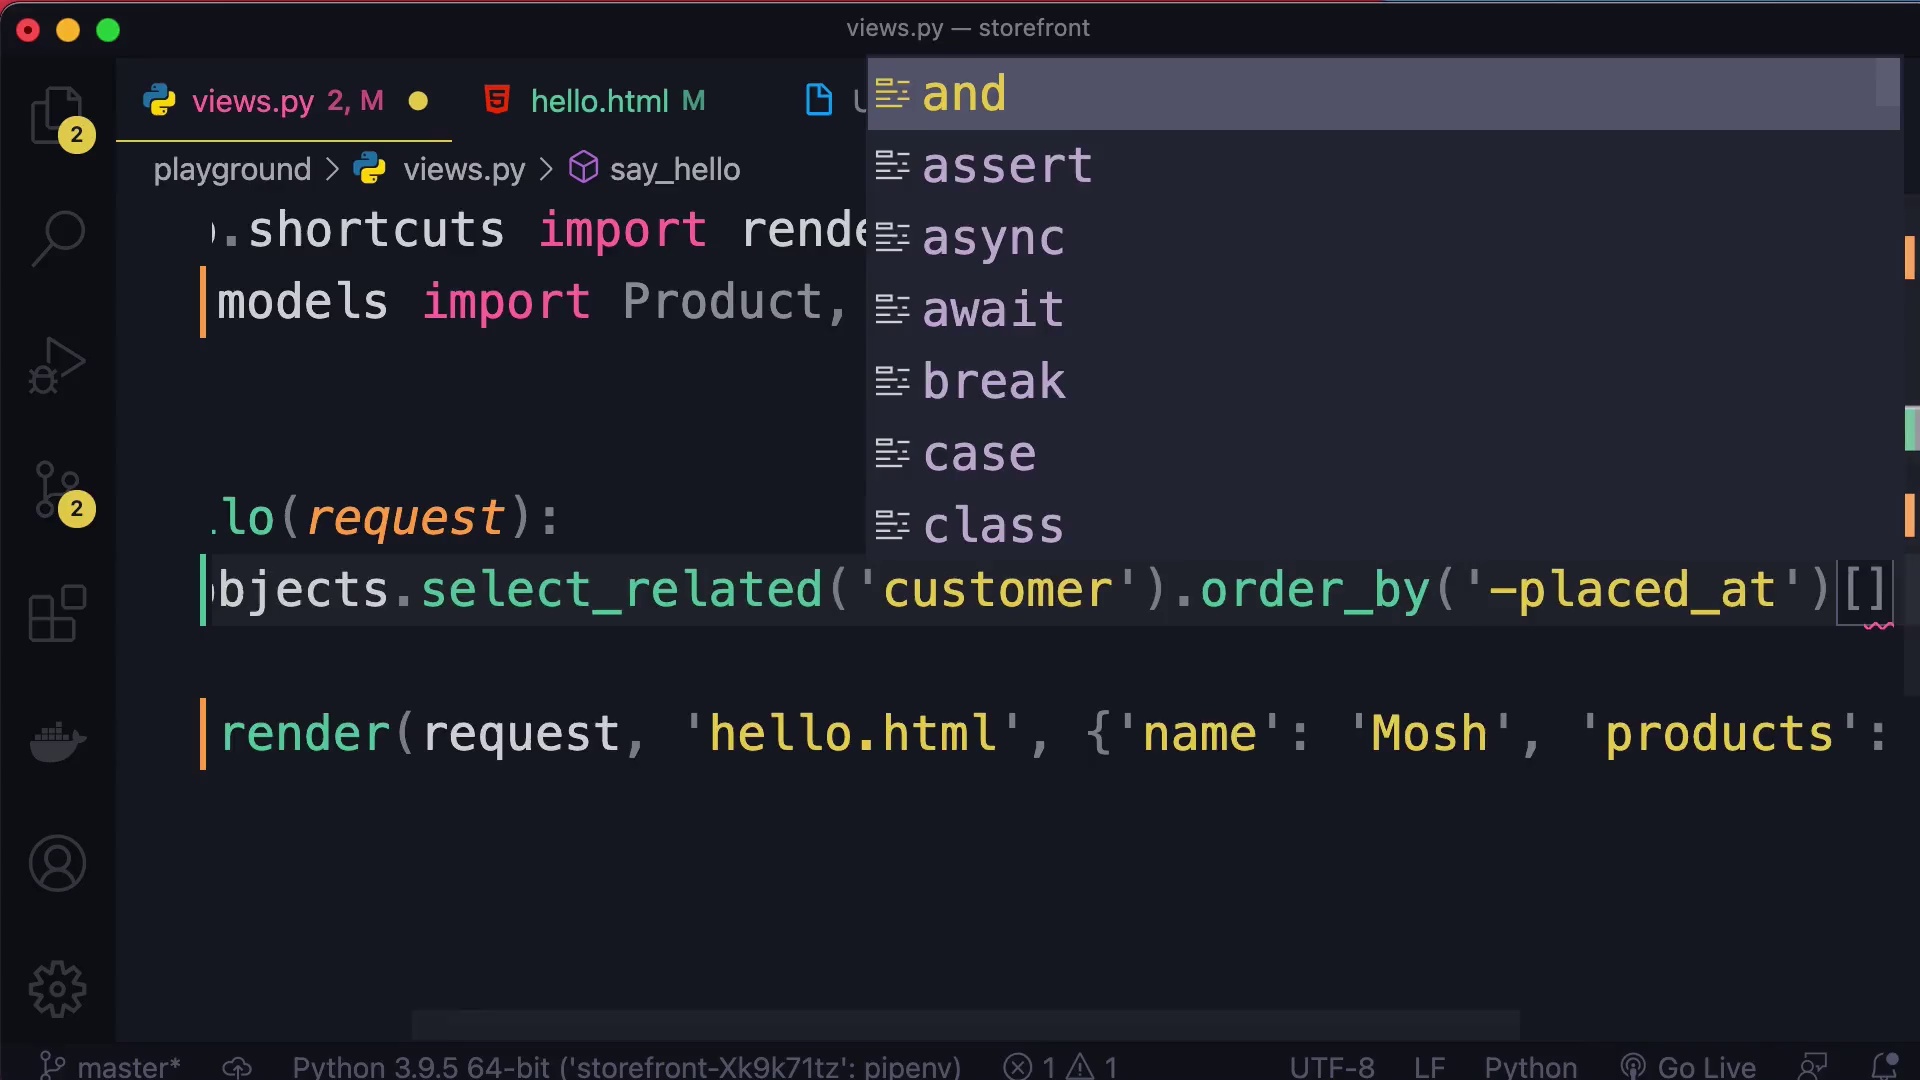 views.py — storefront
views.py 2, M
hello.html M
and
assert
async
await
break
case
class
2
playground > views.py > say_hello
.shortcuts import rende
models import Product,
lo(request):
bjects.select_related('customer').order_by('-placed_at')[]
2
render(request, 'hello.html', {'name': 'Mosh', 'products':
master*
Python 3.9.5 64-bit ('storefront-Xk9k71tz': pipenv)
1
1
UTF-8
LF
Python
Go Live